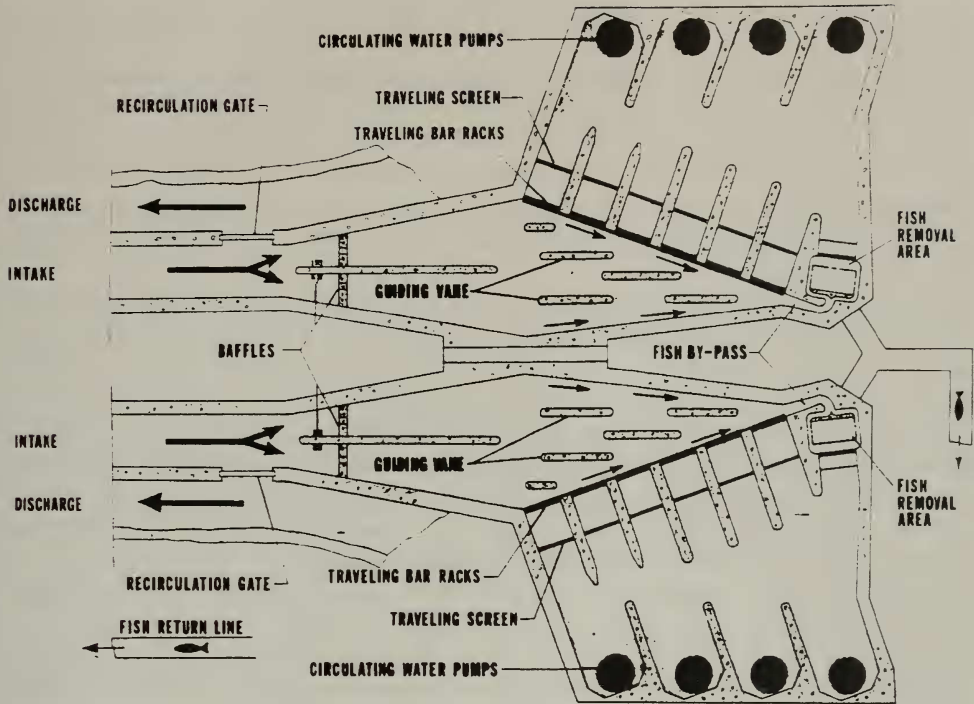 CIRCULATING WATER PUMPS
RECIRCULATION GATE
TRAVELING SCREEN
TRAVELING BAR RACKS
DISCHARGE
FISH
REMOVAL
AREA
INTAKE
GUIDING VANE
BAFFLES
FISH BY-PASS
INTAKE
GUIDING VANE
DISCHARGE
FISH
REMOVAL
AREA
RECIRCULATION GATE
TRAVELING BAR RACKS
TRAVELING SCREEN
FISH RETURN LINE
CIRCULATING WATER PUMPS